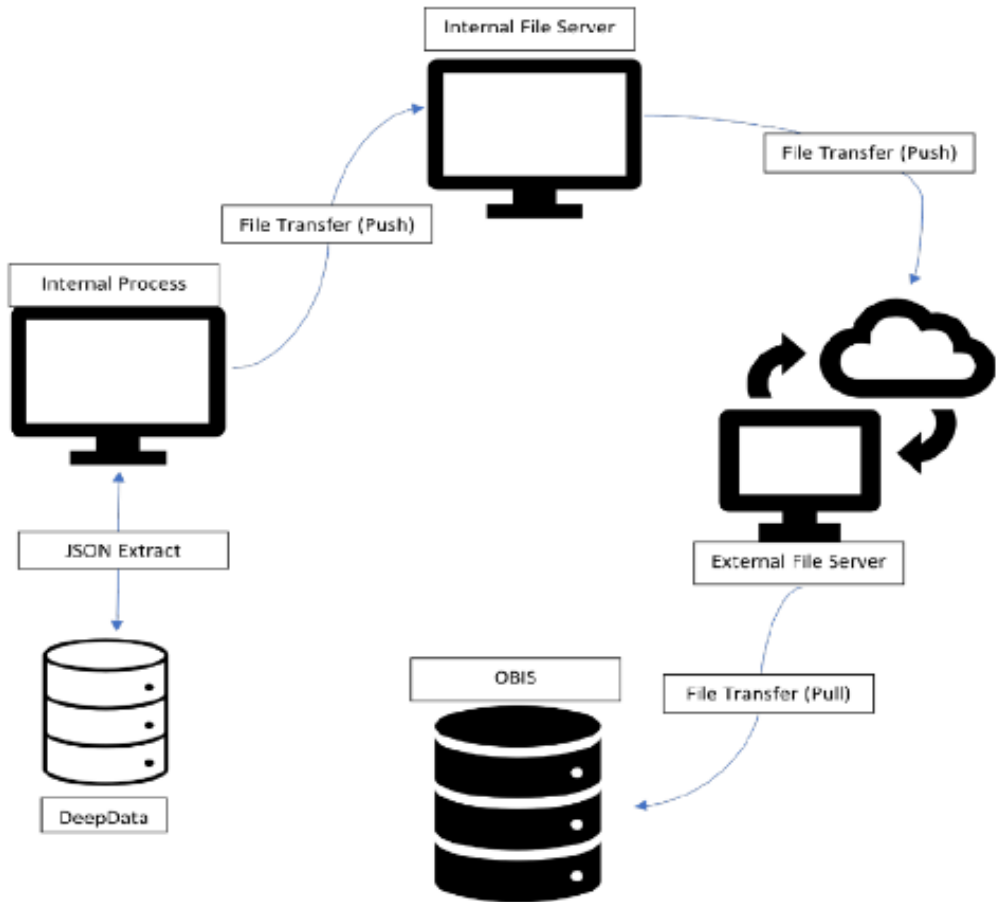 Internal File Server
File Transfer (Push)
File Transfer (Push)
Internal Process
JSON Extract
External File Server
OBIS
File Transfer (Pull)
DeepData